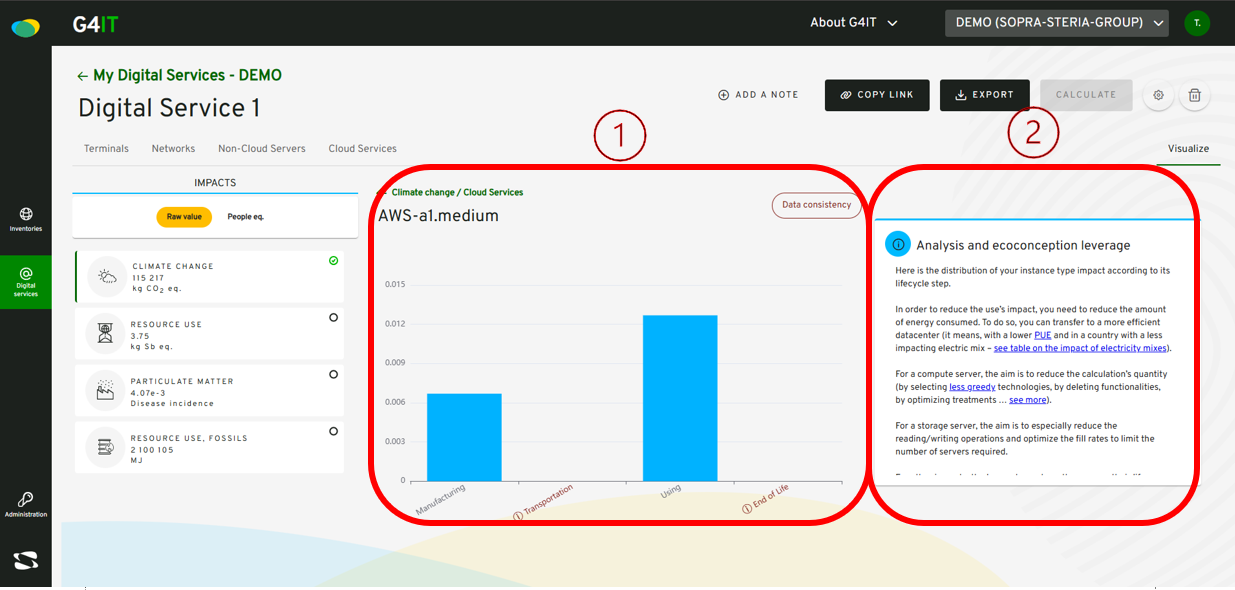 G4IT
About G4IT
DEMO (SOPRA-STERIA-GROUP)
T.
← My Digital Services - DEMO
Digital Service 1
ADD A NOTE
COPY LINK
EXPORT
CALCULATE
1
2
Terminals
Networks
Non-Cloud Servers
Cloud Services
Visualize
Inventories
Digital
services
Administration
IMPACTS
Raw value
People eq.
CLIMATE CHANGE
115 217
kg CO2 eq.
RESOURCE USE
3.75
kg Sb eq.
PARTICULATE MATTER
4.07e-3
Disease incidence
RESOURCE USE, FOSSILS
2 100 105
MJ
Climate change / Cloud Services
AWS-a1.medium
Data consistency
0.015
0.012
0.009
0.006
0.003
0
Manufacturing
Transportation
Using
End of Life
Analysis and ecoconception leverage
Here is the distribution of your instance type impact according to its
lifecycle step.
In order to reduce the use's impact, you need to reduce the amount
of energy consumed. To do so, you can transfer to a more efficient
datacenter (it means, with a lower PUE and in a country with a less
impacting electric mix – see table on the impact of electricity mixes).
For a compute server, the aim is to reduce the calculation's quantity
(by selecting less greedy technologies, by deleting functionalities,
by optimizing treatments ... see more).
For a storage server, the aim is to especially reduce the
reading/writing operations and optimize the fill rates to limit the
number of servers required.